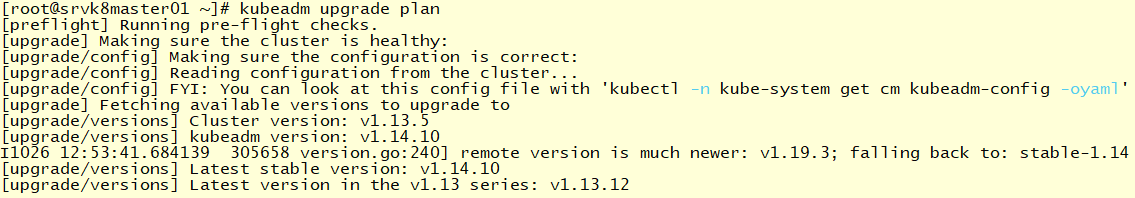 [root@srvk8master01 ~]# kubeadm upgrade plan
[preflight] Running pre-flight checks.
[upgrade] Making sure the cluster is healthy:
[upgrade/config] Making sure the configuration is correct:
[upgrade/config] Reading configuration from the cluster...
[upgrade/config] FYI: You can look at this config file with 'kubectl -n kube-system get cm kubeadm-config -oyaml'
[upgrade] Fetching available versions to upgrade to
[upgrade/versions] Cluster version: v1.13.5
[upgrade/versions] kubeadm version: v1.14.10
I1026 12:53:41.684139  305658 version.go:240] remote version is much newer: v1.19.3; falling back to: stable-1.14
[upgrade/versions] Latest stable version: v1.14.10
[upgrade/versions] Latest version in the v1.13 series: v1.13.12